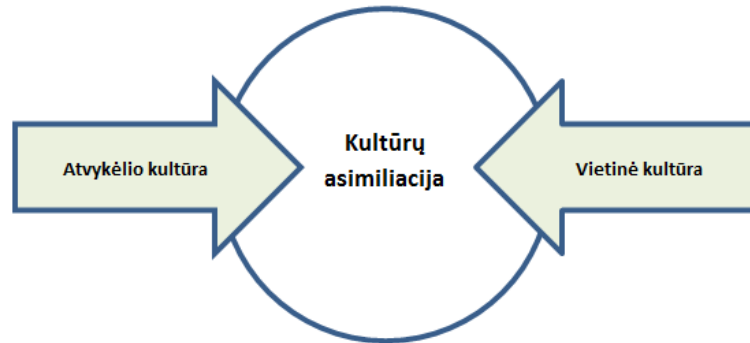 Kultūrų
asimiliacija
Atvykėlio kultūra
Vietinė kultūra